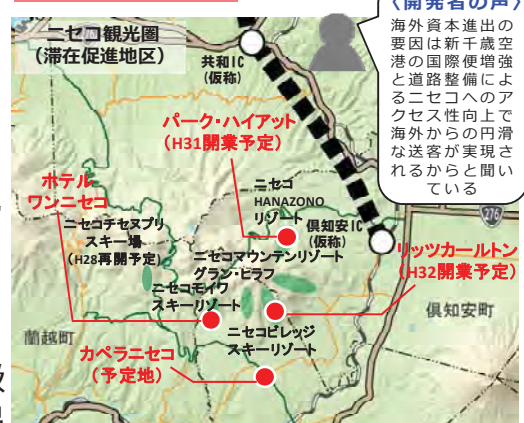 〈開発者の声〉
海外資本進出の
要因は新千歳空
港の国際便増強
と道路整備によ
るニセコへのア
クセス性向上で
海外からの円滑
な送客が実現さ
れるからと聞い
ている
ニセコ観光圏
(滞在促進地区)
共和IC
(仮称)
パーク・ハイアット
(H31開業予定)
ホテル
ワンニセコ
ニセコ
HANAZONO
リゾート
倶知安IC
(仮称)
276
ニセコチセヌプリ
スキー場
(H28再開予定)
ニセコマウンテンリゾート
グラン・ヒラフ
リッツカールトン
(H32開業予定)
ニセコモイワ
スキーリゾート
倶知安町
ニセコビレッジ
スキーリゾート
蘭越町
カペラニセコ
(予定地)